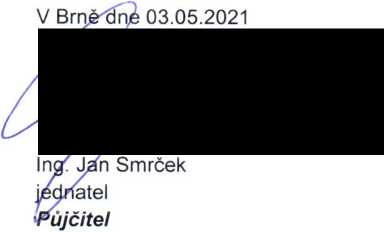 V Brně dne 03.05.2021
Ing. Jan Smrček
jednatel
Půjčitel